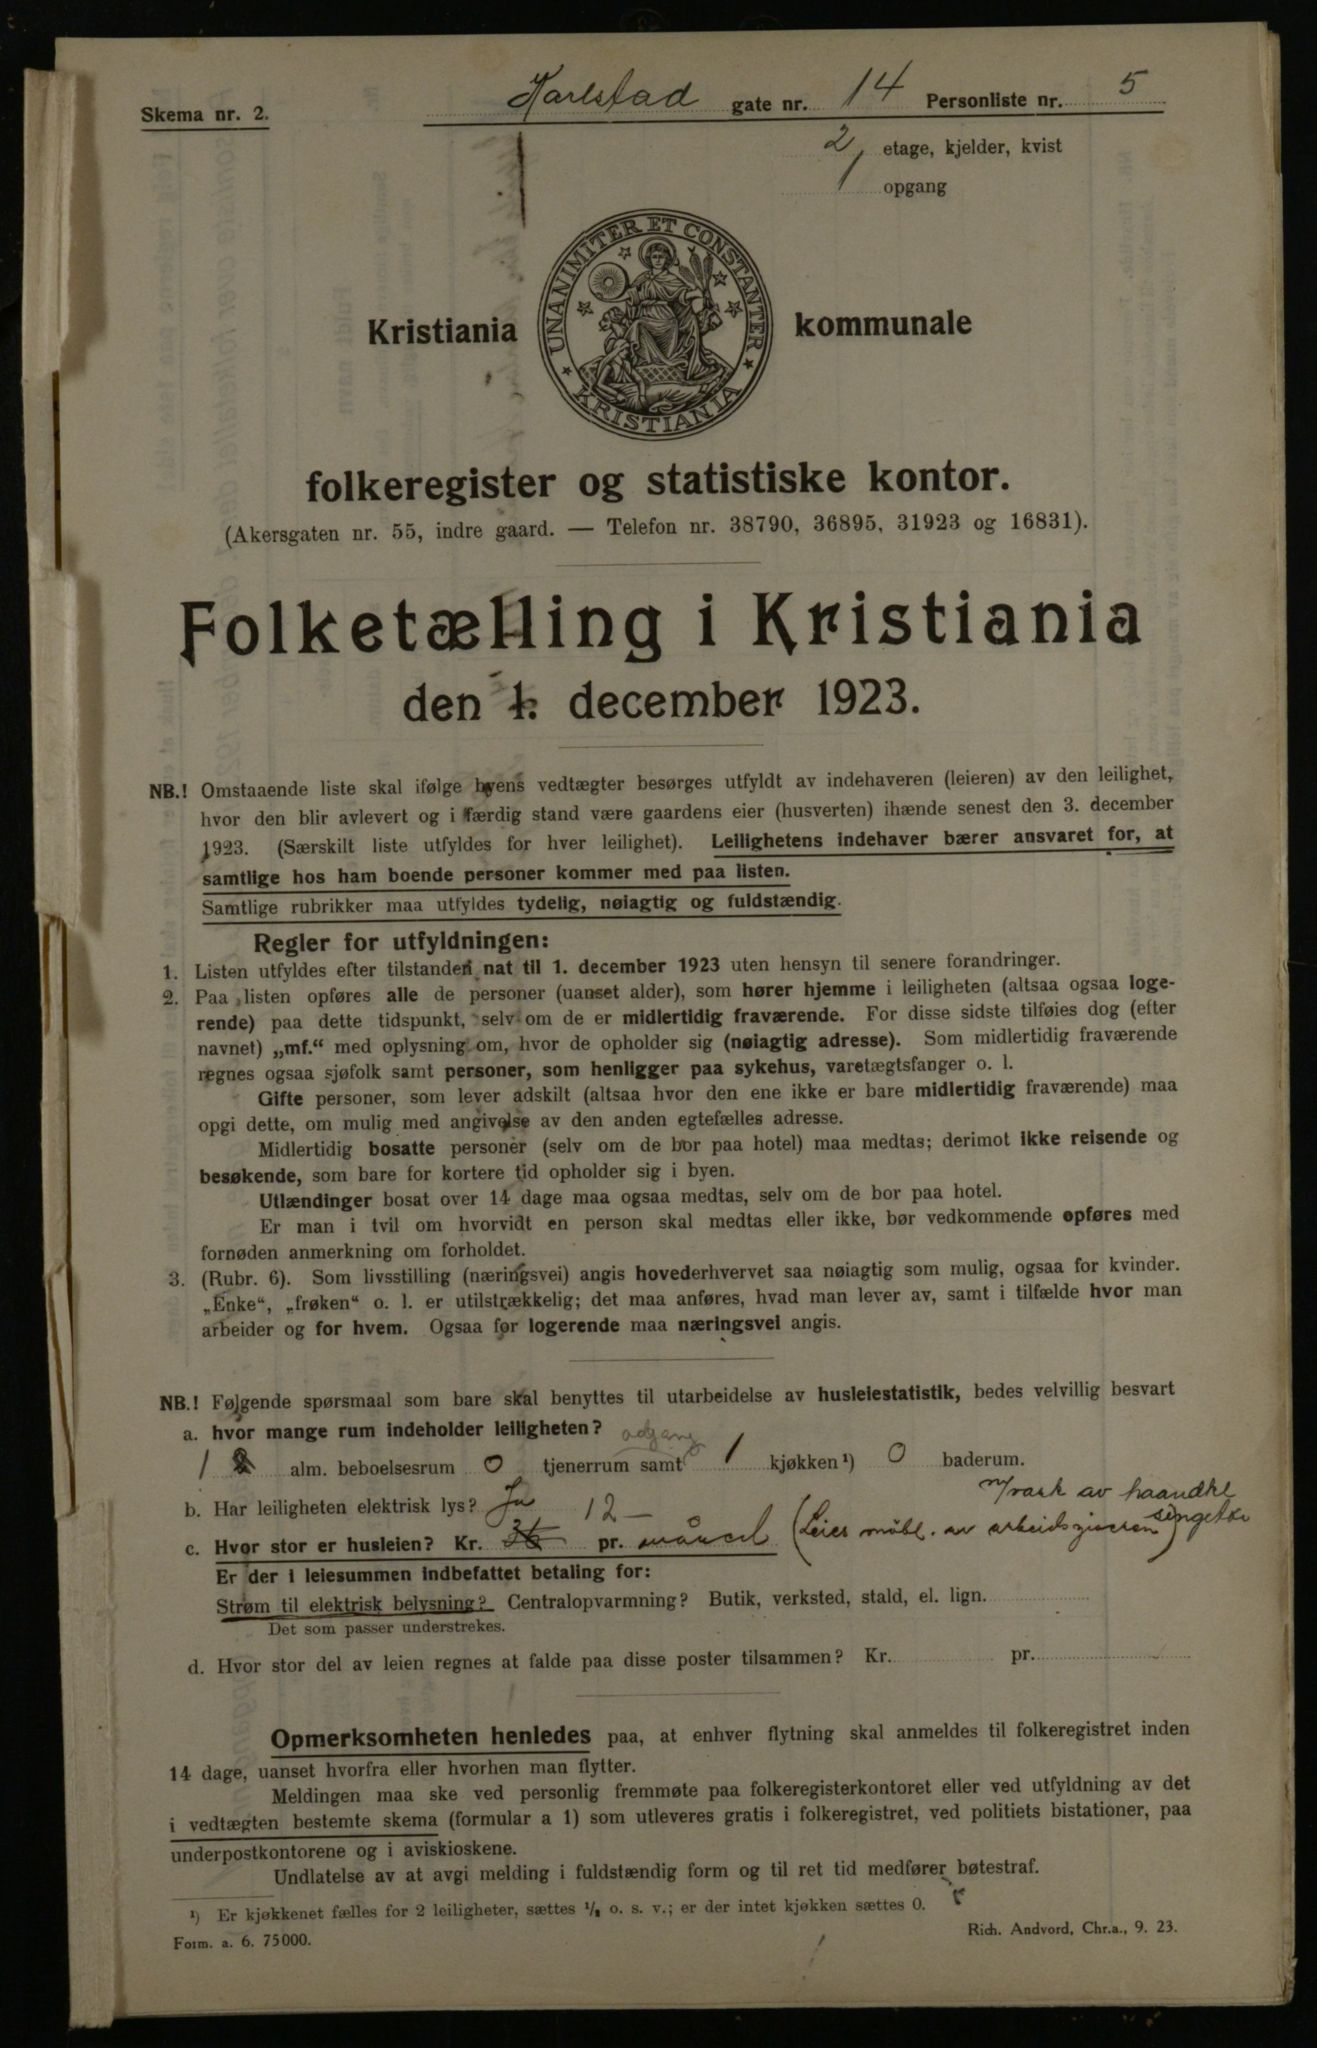 Skema nr. 2.
Karlstad gate nr. 14 Personliste nr. 5
2 etage, kjelder, kvist
1 opgang
UNANIMITER ET CONSTANTER
KRISTIANIA
Kristiania kommunale
folkeregister og statistiske kontor.
(Akersgaten nr. 55, indre gaard. — Telefon nr. 38790, 36895, 31923 og 16831).
Folketælling i Kristiania
den 1. december 1923.
NB.! Omstaaende liste skal ifølge byens vedtægter besørges utfyldt av indehaveren (leieren) av den leilighet,
hvor den blir avlevert og i færdig stand være gaardens eier (husverten) ihænde senest den 3. december
1923. (Særskilt liste utfyldes for hver leilighet). Leilighetens indehaver bærer ansvaret for, at
samtlige hos ham boende personer kommer med paa listen.
Samtlige rubrikker maa utfyldes tydelig, nøiagtig og fuldstændig.
Regler for utfyldningen:
1. Listen utfyldes efter tilstanden nat til 1. december 1923 uten hensyn til senere forandringer.
2. Paa listen opføres alle de personer (uanset alder), som hører hjemme i leiligheten (altsaa ogsaa loge-
rende) paa dette tidspunkt, selv om de er midlertidig fraværende. For disse sidste tilføies dog (efter
navnet) „mf.“ med oplysning om, hvor de opholder sig (nøiagtig adresse). Som midlertidig fraværende
regnes ogsaa sjøfolk samt personer, som henligger paa sykehus, varetægtsfanger o. l.
Gifte personer, som lever adskilt (altsaa hvor den ene ikke er bare midlertidig fraværende) maa
opgi dette, om mulig med angivelse av den anden egtefælles adresse.
Midlertidig bosatte personer (selv om de bor paa hotel) maa medtas; derimot ikke reisende og
besøkende, som bare for kortere tid opholder sig i byen.
Utlændinger bosat over 14 dage maa ogsaa medtas, selv om de bor paa hotel.
Er man i tvil om hvorvidt en person skal medtas eller ikke, bør vedkommende opføres med
fornøden anmerkning om forholdet.
3. (Rubr. 6). Som livsstilling (næringsvei) angis hovederhvervet saa nøiagtig som mulig, ogsaa for kvinder.
„Enke“, „frøken“ o. l. er utilstrækkelig; det maa anføres, hvad man lever av, samt i tilfælde hvor man
arbeider og for hvem. Ogsaa for logerende maa næringsvei angis.
NB.! Følgende spørsmaal som bare skal benyttes til utarbeidelse av husleiestatistik, bedes velvillig besvart
a. hvor mange rum indeholder leiligheten? adgang
1 2 alm. beboelsesrum 0 tjenerrum samt 1 kjøkken¹) 0 baderum.
m/vask av haandkl
b. Har leiligheten elektrisk lys? Ja 12 — sengetøi
c. Hvor stor er husleien? Kr. 36 pr. måned (Leier møbl. av arbeidsgiveren)
Er der i leiesummen indbefattet betaling for:
Strøm til elektrisk belysning? Centralopvarmning? Butik, verksted, stald, el. lign.
Det som passer understrekes.
d. Hvor stor del av leien regnes at falde paa disse poster tilsammen? Kr. pr.
Opmerksomheten henledes paa, at enhver flytning skal anmeldes til folkeregistret inden
14 dage, uanset hvorfra eller hvorhen man flytter.
Meldingen maa ske ved personlig fremmøte paa folkeregisterkontoret eller ved utfyldning av det
i vedtægten bestemte skema (formular a 1) som utleveres gratis i folkeregistret, ved politiets bistationer, paa
underpostkontorene og i aviskioskene.
Undlatelse av at avgi melding i fuldstændig form og til ret tid medfører bøtestraf.
¹) Er kjøkkenet fælles for 2 leiligheter, sættes ½ o. s. v.; er der intet kjøkken sættes 0.
Form. a. 6. 75000.
Rich. Andvord, Chr.a., 9. 23.